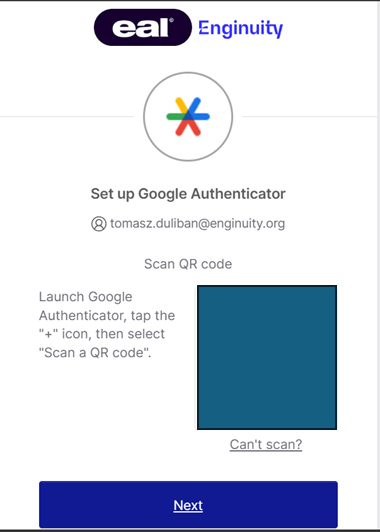 eal® Enginuity
Set up Google Authenticator
tomasz.duliban@enginuity.org
Scan QR code
Launch Google
Authenticator, tap the
"+" icon, then select
"Scan a QR code".
Can't scan?
Next